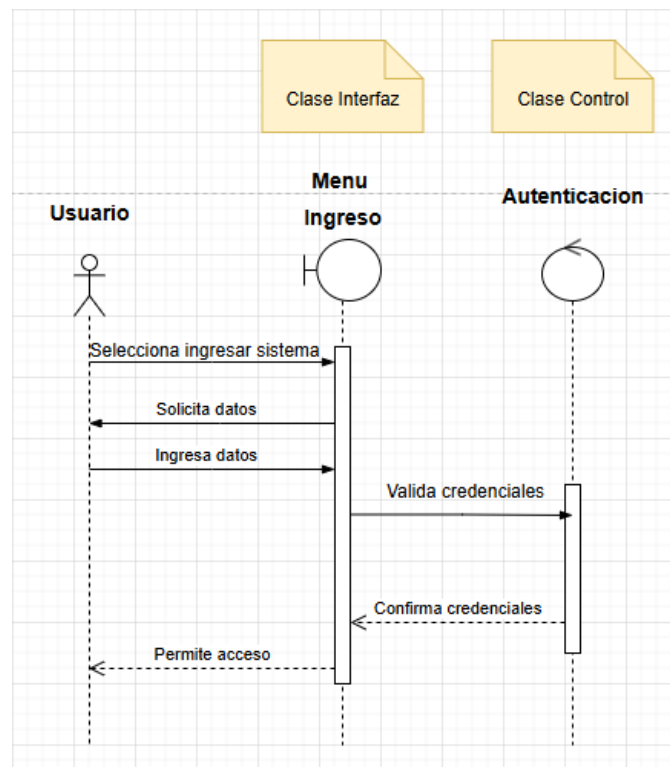 Clase Interfaz
Clase Control
Usuario
Menu
Ingreso
Autenticacion
Selecciona ingresar sistema
Solicita datos
Ingresa datos
Valida credenciales
Confirma credenciales
Permite acceso